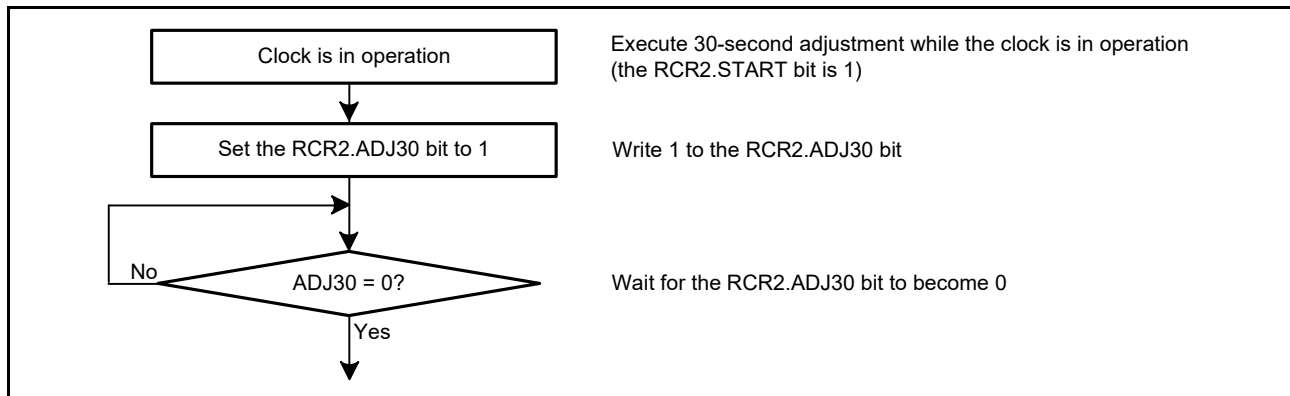 Clock is in operation
Execute 30-second adjustment while the clock is in operation
(the RCR2.START bit is 1)
Set the RCR2.ADJ30 bit to 1
Write 1 to the RCR2.ADJ30 bit
No
ADJ30 = 0?
Wait for the RCR2.ADJ30 bit to become 0
Yes